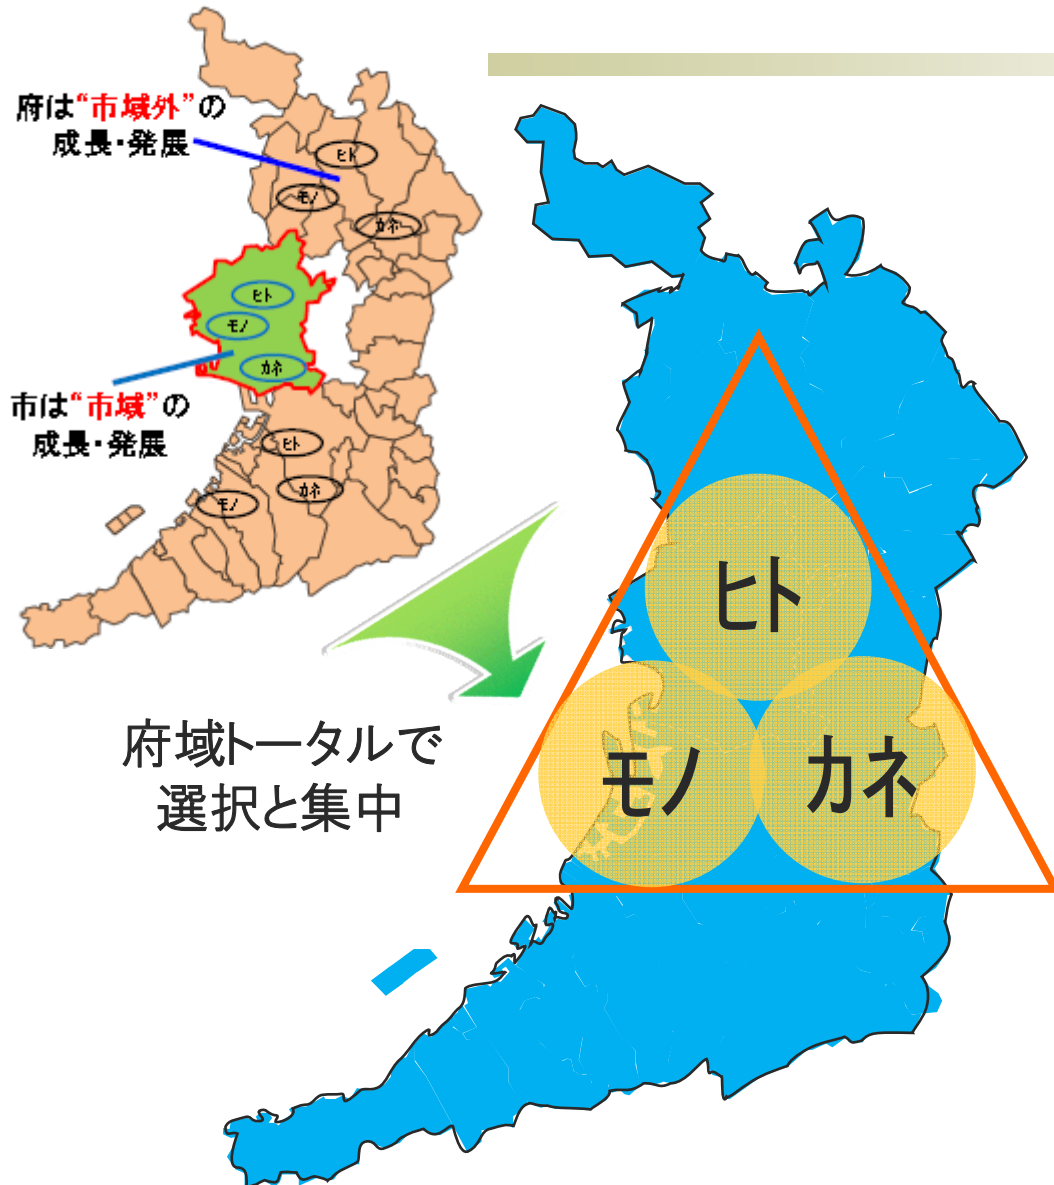 府は“市域外”の
成長・発展
ヒト
モノ
カネ
ヒト
モノ
カネ
市は“市域”の
成長・発展
ヒト
カネ
モノ
府域トータルで
選択と集中
ヒト
モノ
カネ